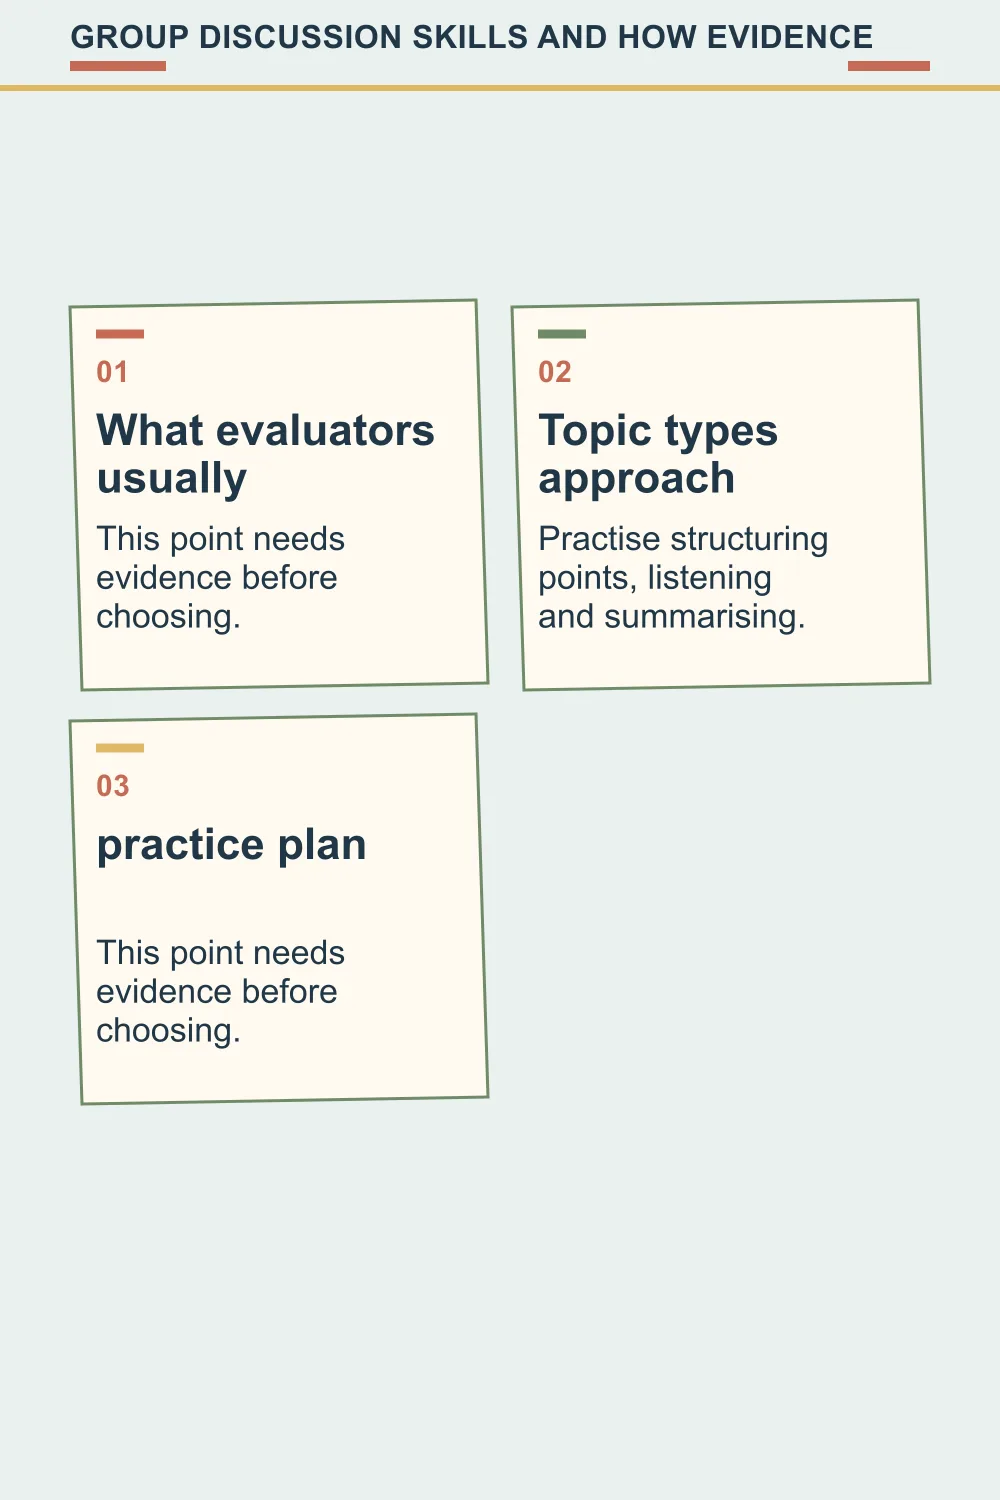 GROUP DISCUSSION SKILLS AND HOW EVIDENCE
01
What evaluators
usually
This point needs
evidence before
choosing.
02
Topic types
approach
Practise structuring
points, listening
and summarising.
03
practice plan
This point needs
evidence before
choosing.